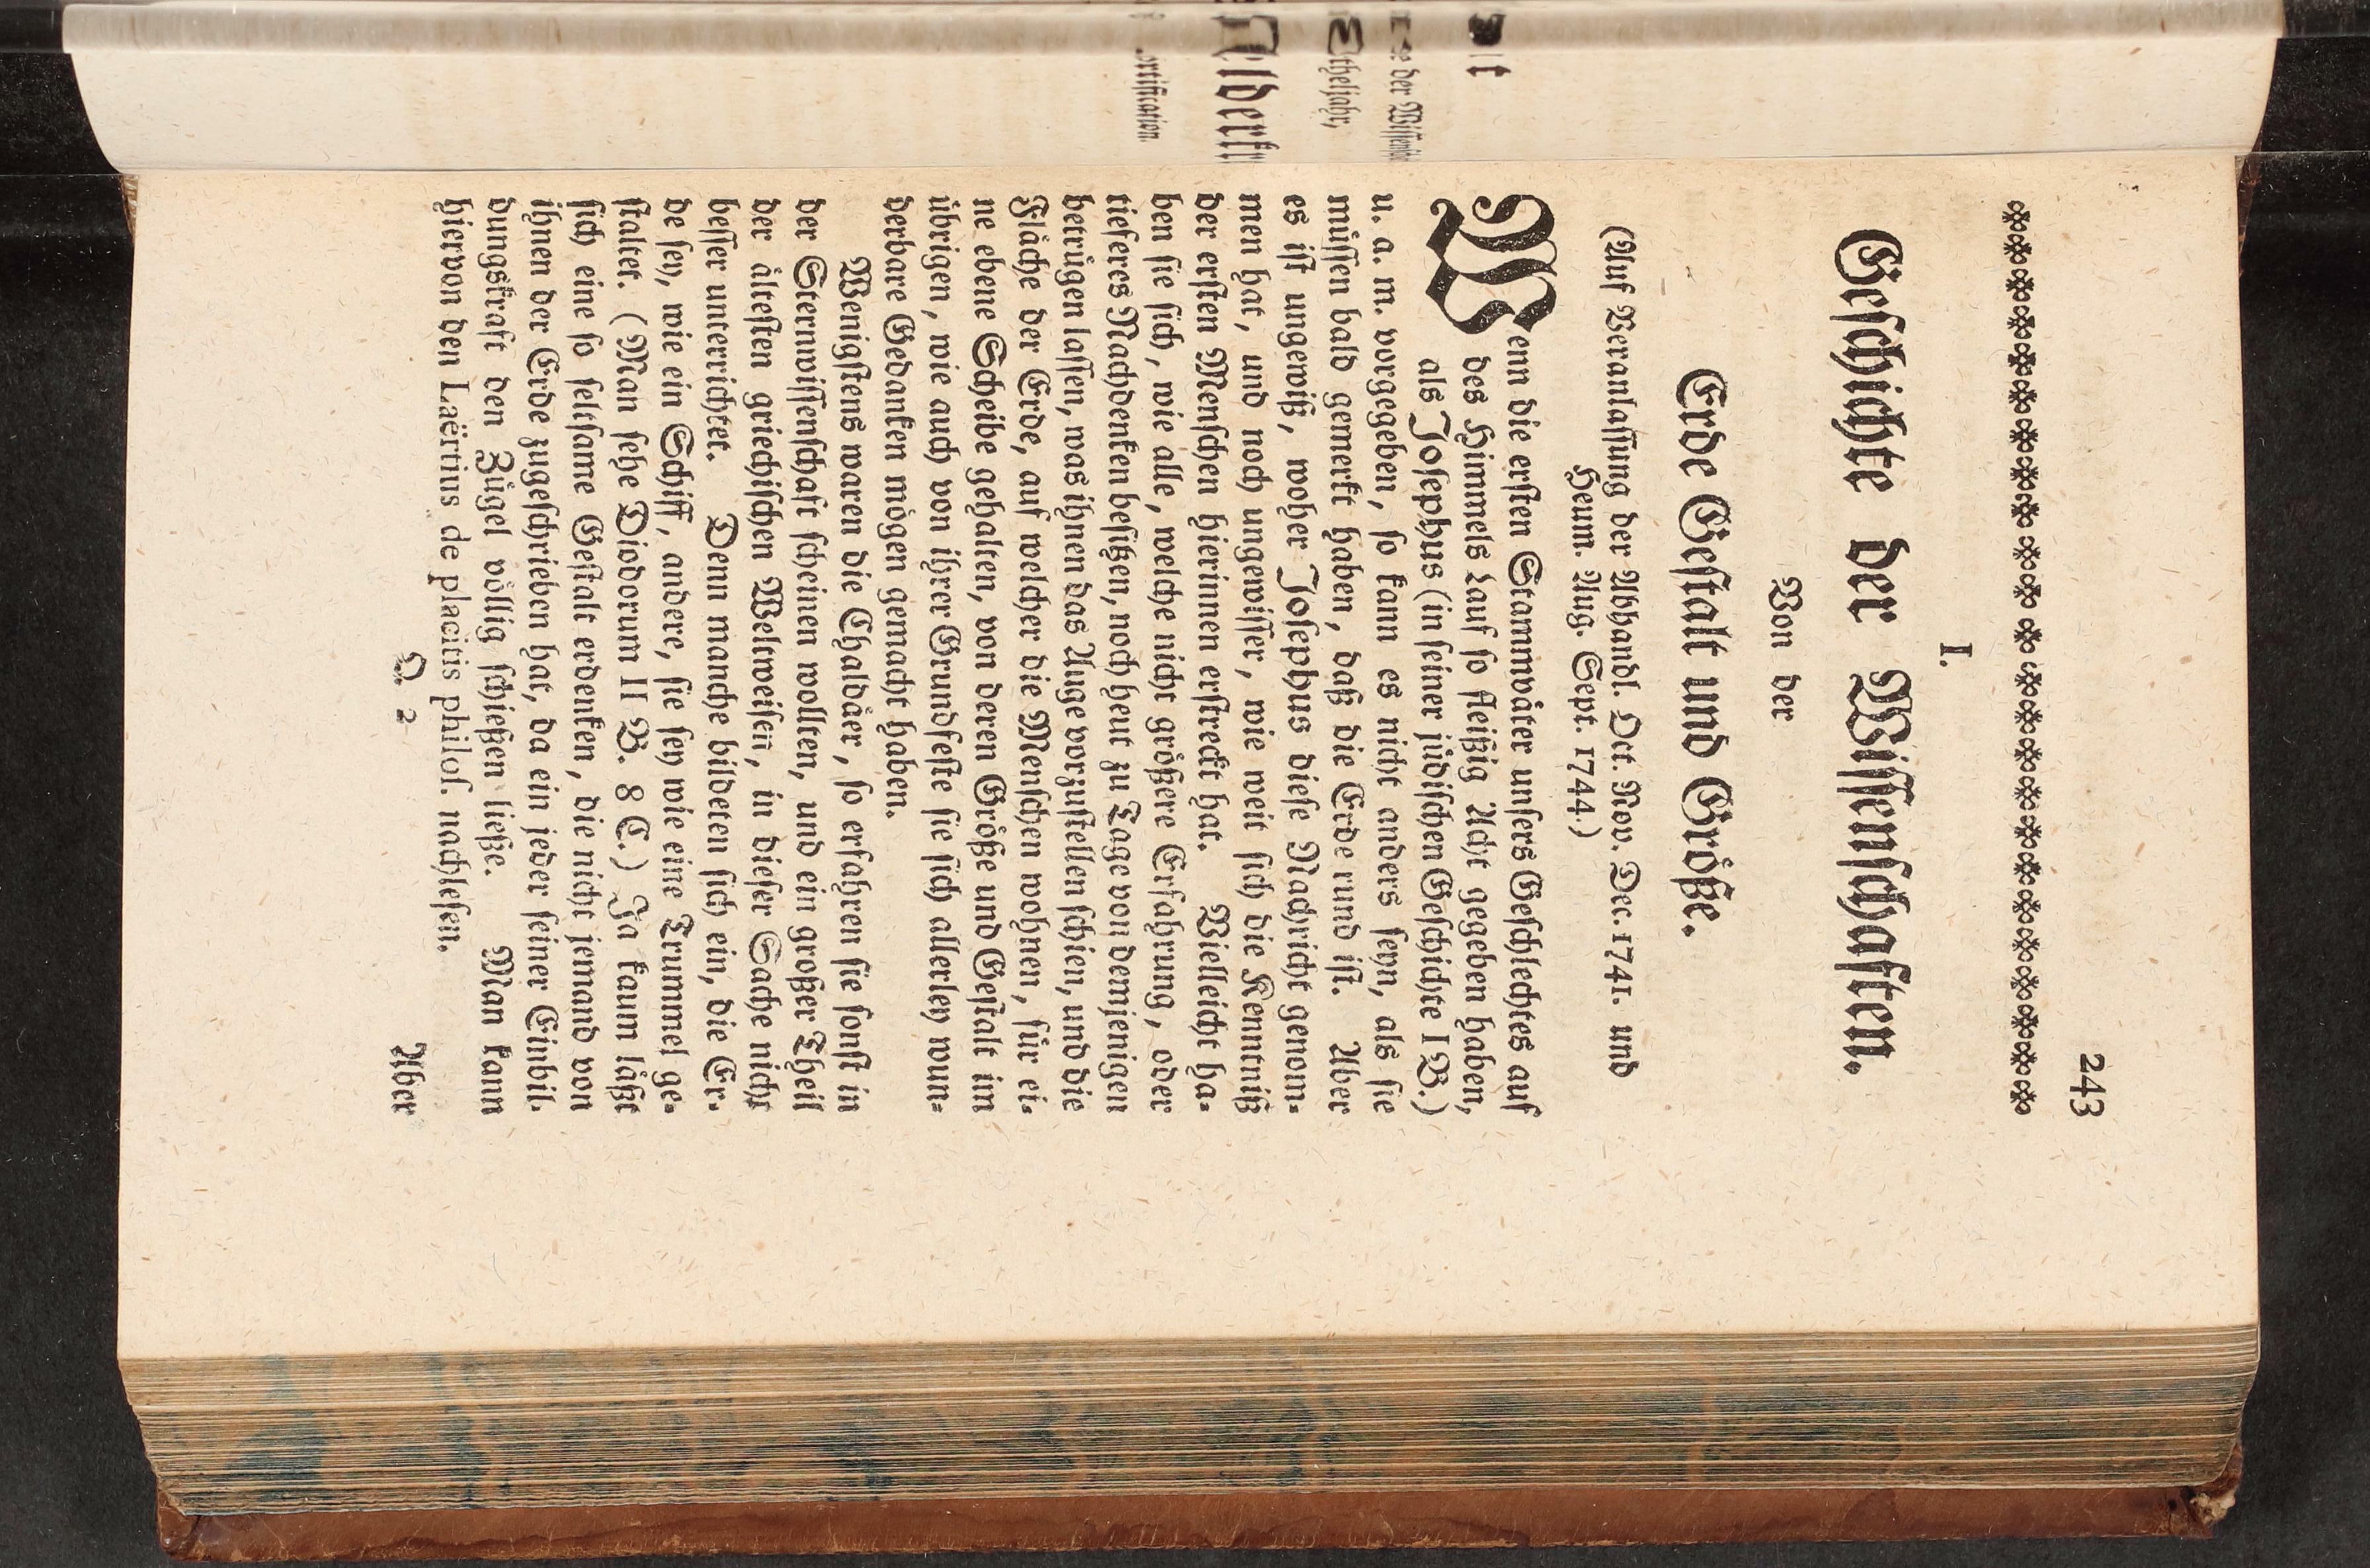 243
Geschichte der Wissenschaften.
I.
Von der
Erde Gestalt und Größe.
(Auf Veranlassung der Abhandl. Oct. Nov. Dec. 1741. und
Heum. Aug. Sept. 1744.)
Wenn die ersten Stammväter unsers Geschlechtes auf
des Himmels Lauf so fleißig Acht gegeben haben,
als Josephus (in seiner jüdischen Geschichte I B.)
u. a. m. vorgegeben, so kann es nicht anders seyn, als sie
müssen bald gemerkt haben, daß die Erde rund ist. Aber
es ist ungewiß, woher Josephus diese Nachricht genom-
men hat, und noch ungewisser, wie weit sich die Kenntniß
der ersten Menschen hierinnen erstreckt hat. Vielleicht ha-
ben sie sich, wie alle, welche nicht größere Erfahrung, oder
tieferes Nachdenken besitzen, noch heut zu Tage von demjenigen
betrügen lassen, was ihnen das Auge vorzustellen schien, und die
Fläche der Erde, auf welcher die Menschen wohnen, für ei-
ne ebene Scheibe gehalten, von deren Größe und Gestalt im
übrigen, wie auch von ihrer Grundfeste sie sich allerley wun-
derbare Gedanken mögen gemacht haben.
Wenigstens waren die Chaldäer, so erfahren sie sonst in
der Sternwissenschaft scheinen wollten, und ein großer Theil
der ältesten griechischen Weltweisen, in dieser Sache nicht
besser unterrichtet. Denn manche bildeten sich ein, die Er-
de sey, wie ein Schiff, andere, sie sey wie eine Trummel ge-
staltet. (Man sehe Diodorum II B. 8 C.) Ja kaum läßt
sich eine so seltsame Gestalt erdenken, die nicht jemand von
ihnen der Erde zugeschrieben hat, da ein jeder seiner Einbil-
dungskraft den Zügel völlig schießen ließe. Man kann
hiervon den Laërtius de placitis philos. nachlesen.
Q. 2
Aber